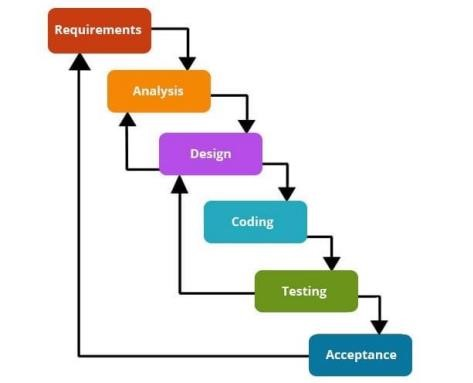 Requirements
Analysis
Design
Coding
Testing
Acceptance